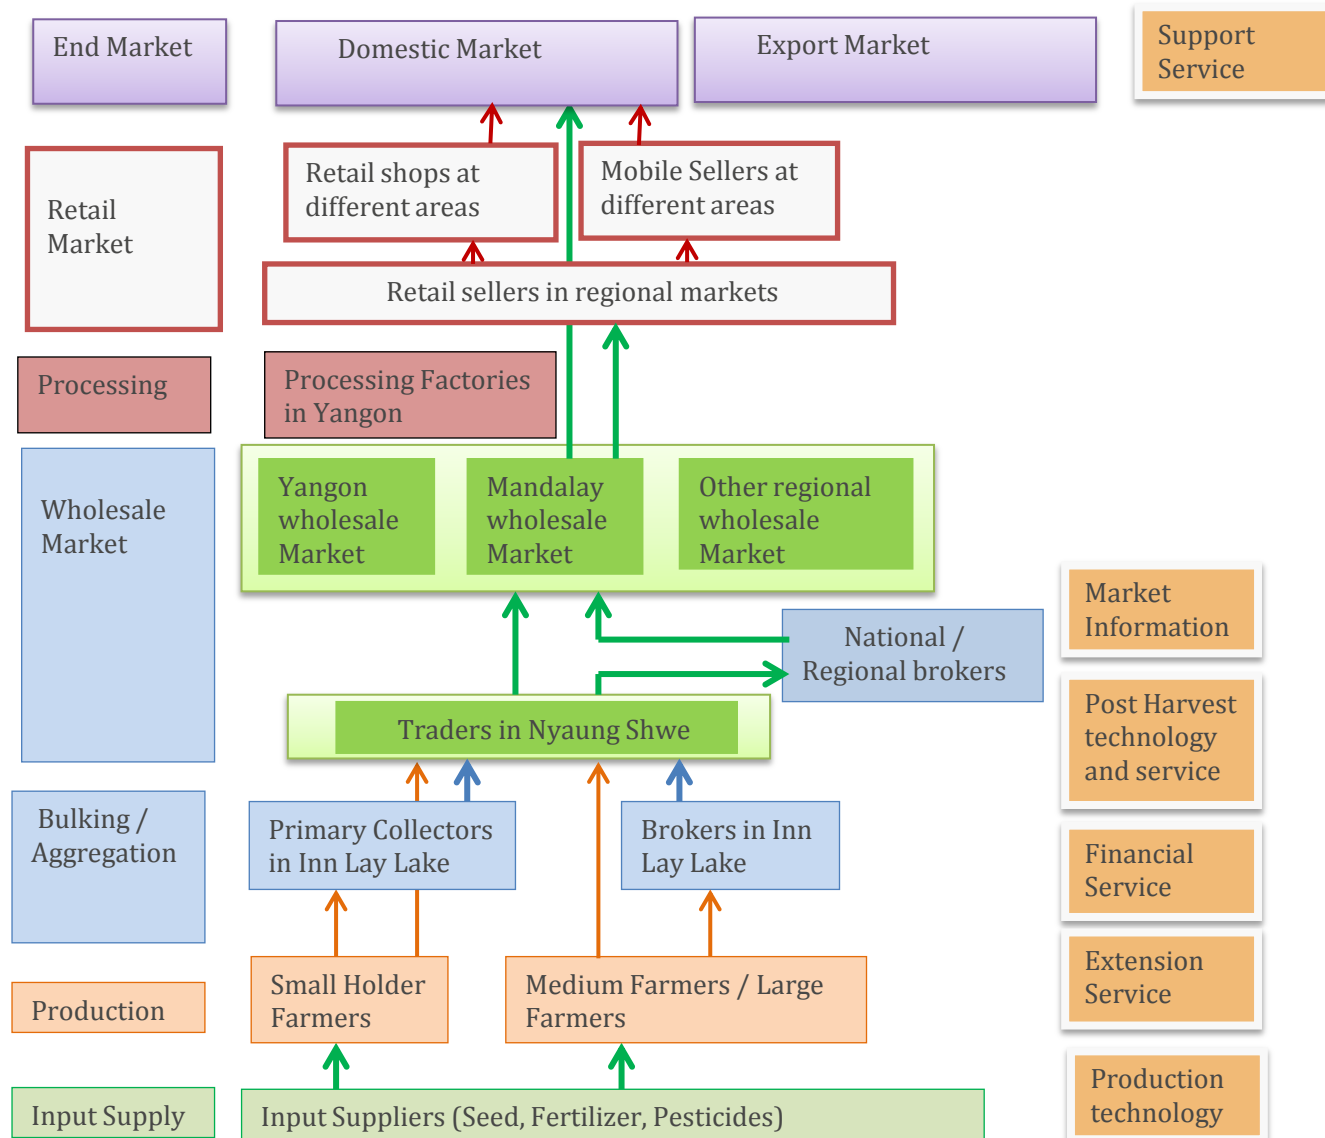 End Market
Domestic Market
Export Market
Support
Service
Retail
Market
Retail shops at
different areas
Mobile Sellers at
different areas
Retail sellers in regional markets
Processing
Processing Factories
in Yangon
Wholesale
Market
Yangon
wholesale
Market
Mandalay
wholesale
Market
Other regional
wholesale
Market
National /
Regional brokers
Market
Information
Traders in Nyaung Shwe
Post Harvest
technology
and service
Bulking /
Aggregation
Primary Collectors
in Inn Lay Lake
Brokers in Inn
Lay Lake
Financial
Service
Production
Small Holder
Farmers
Medium Farmers / Large
Farmers
Extension
Service
Input Supply
Input Suppliers (Seed, Fertilizer, Pesticides)
Production
technology